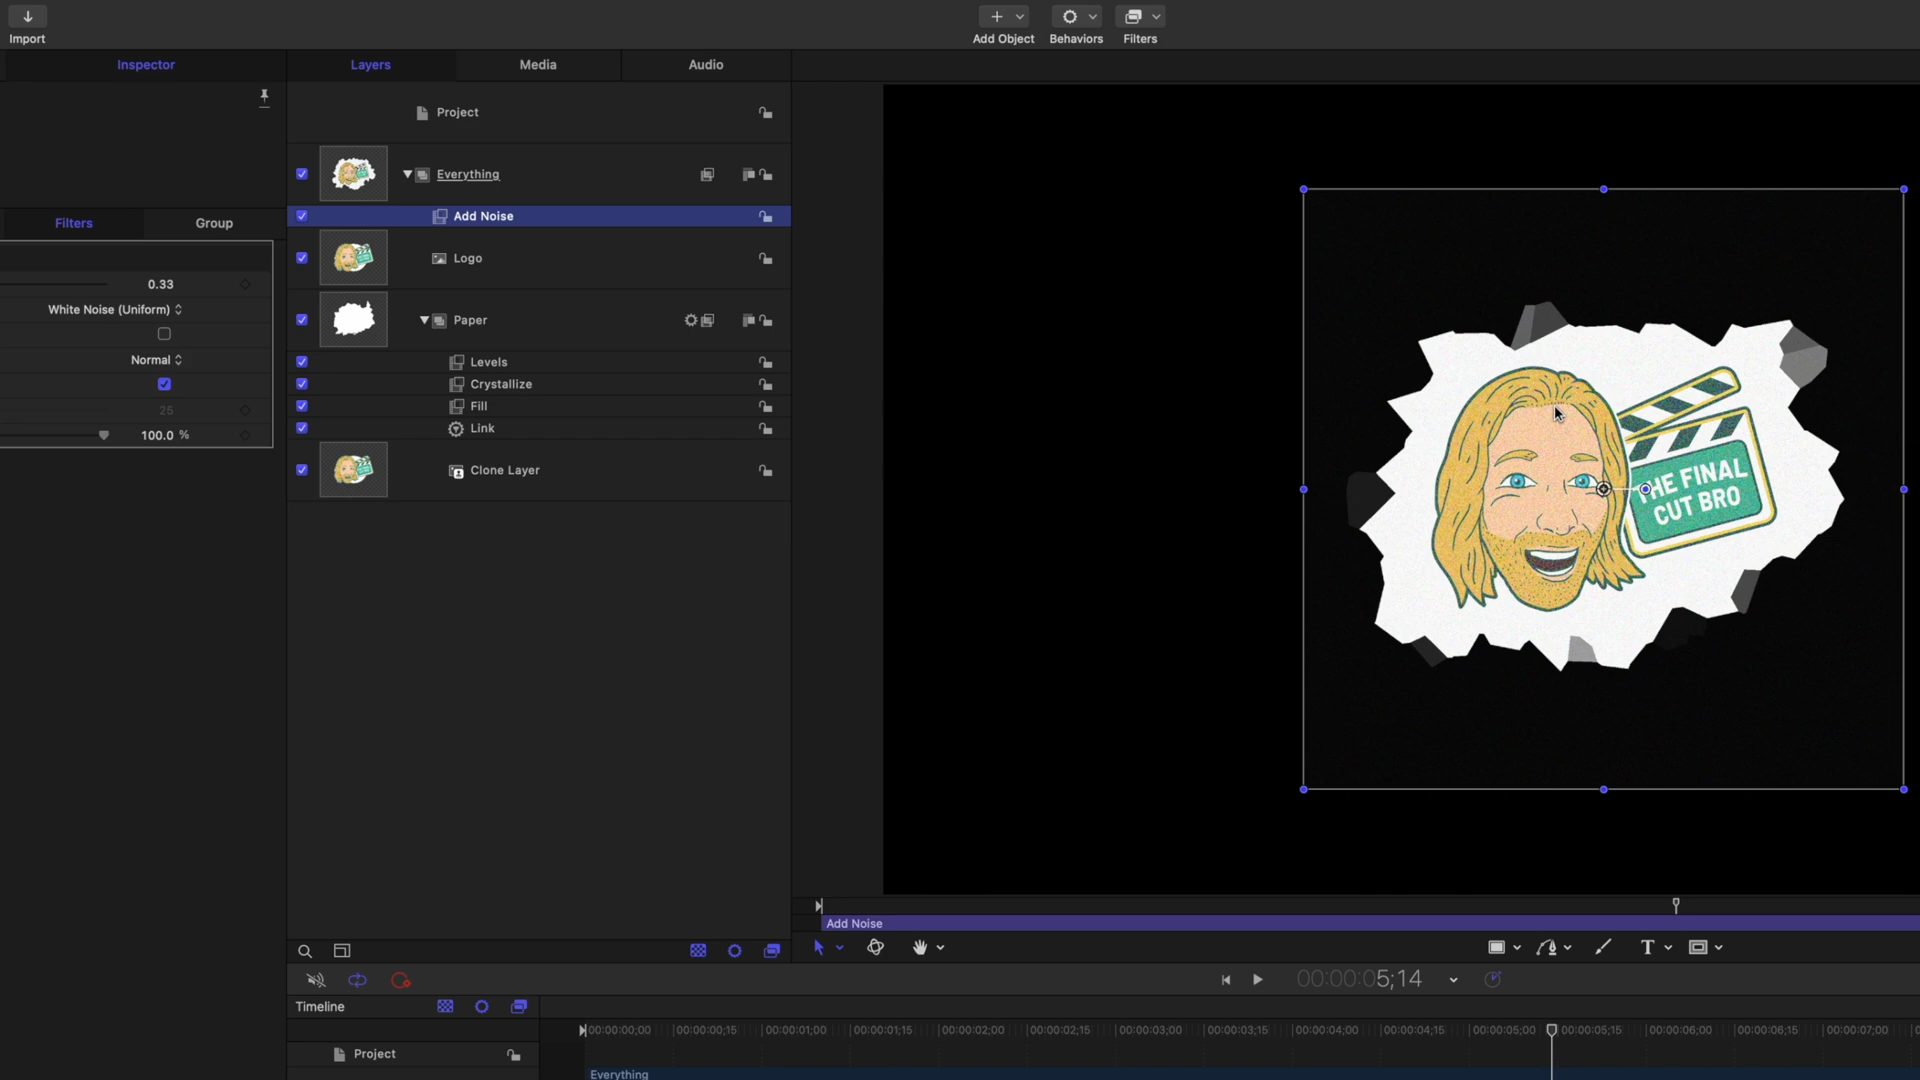 Import
Add Object
Behaviors
Filters
Inspector
Layers
Media
Audio
Project
Everything
Add Noise
Filters
Group
Logo
0.33
White Noise (Uniform)
Paper
Normal
Levels
Crystallize
Fill
25
Link
100.0 %
Clone Layer
THE FINAL
CUT BRO
Add Noise
T
00:00:05;14
Timeline
00:00:00;00
00:00:00;15
00:00:01;00
00:00:01;15
00:00:02;00
00:00:02;15
00:00:03;00
00:00:03;15
00:00:04;00
00:00:04;15
00:00:05;00
00:00:05;15
00:00:06;00
00:00:06;15
00:00:07;00
Project
Everything